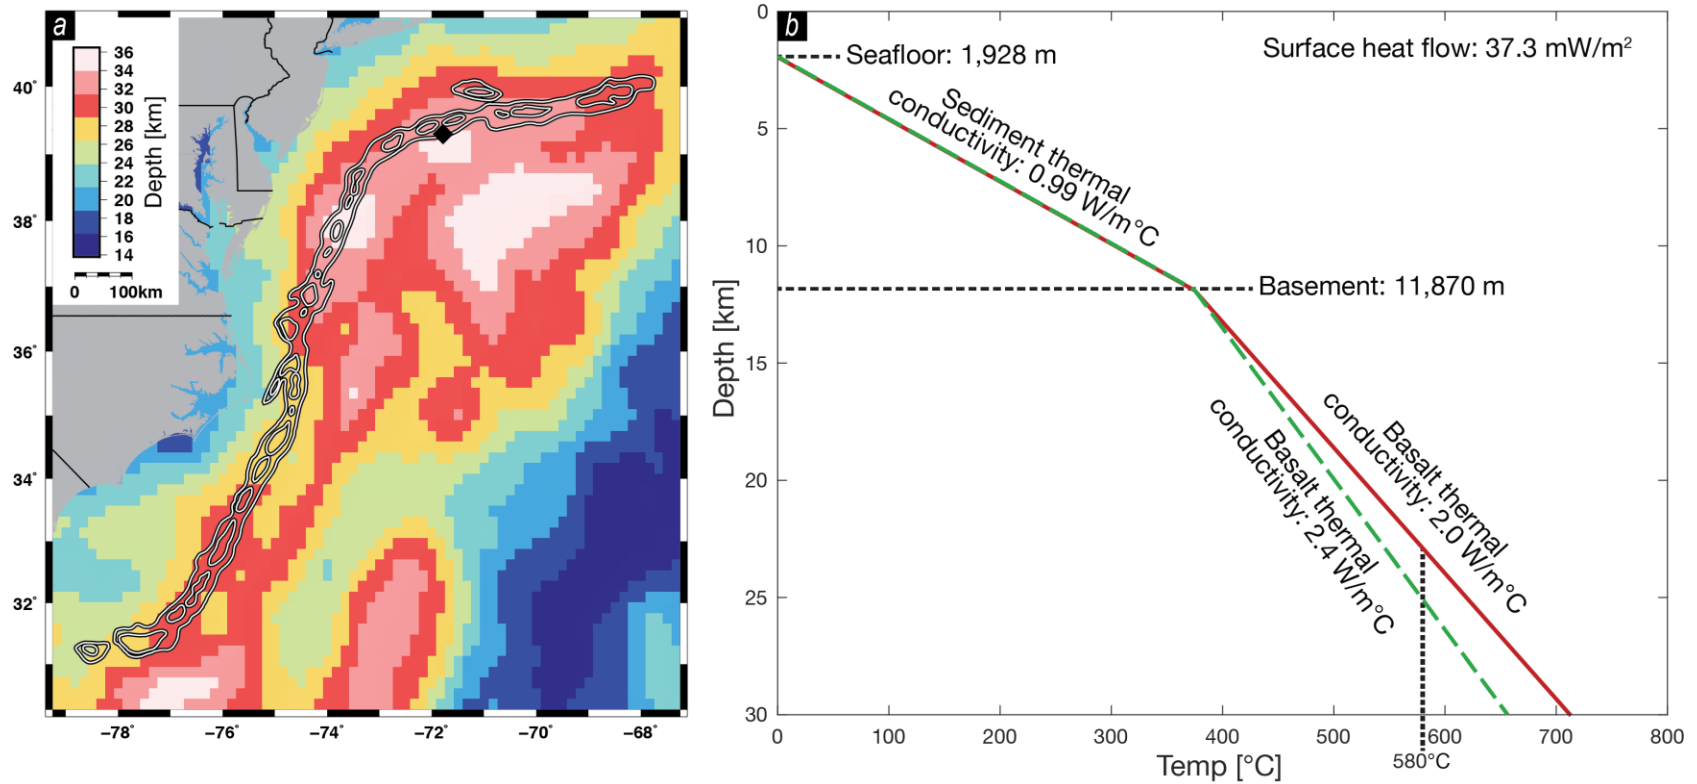 a
36
34
32
30
28
26
24
22
20
18
16
14
Depth [km]
0 100km
40°
38°
36°
34°
32°
−78° −76° −74° −72° −70° −68°
b
Seafloor: 1,928 m
Surface heat flow: 37.3 mW/m²
Sediment thermal
conductivity: 0.99 W/m°C
Basement: 11,870 m
Basalt thermal
conductivity: 2.0 W/m°C
Basalt thermal
conductivity: 2.4 W/m°C
0
5
10
15
20
25
30
Depth [km]
0 100 200 300 400 500 600 700 800
580°C
Temp [°C]